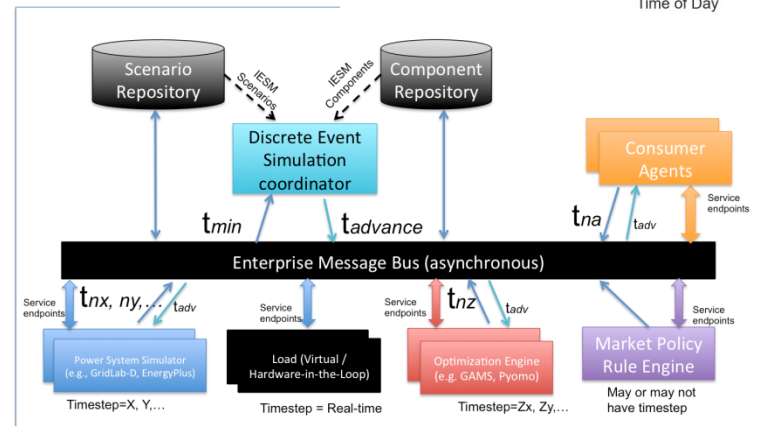 Time of Day
Scenario
Repository
IESM
Scenarios
IESM
Components
Component
Repository
Discrete Event
Simulation
coordinator
Consumer
Agents
Service
endpoints
tmin
tadvance
tna
tadv
Enterprise Message Bus (asynchronous)
Service
endpoints
tnx, ny,...
tadv
Service
endpoints
Service
endpoints
tnz
tadv
Service
endpoints
Power System Simulator
(e.g., GridLab-D, EnergyPlus)
Load (Virtual /
Hardware-in-the-Loop)
Optimization Engine
(e.g. GAMS, Pyomo)
Market Policy
Rule Engine
Timestep=X, Y,...
Timestep = Real-time
Timestep=Zx, Zy,...
May or may not
have timestep